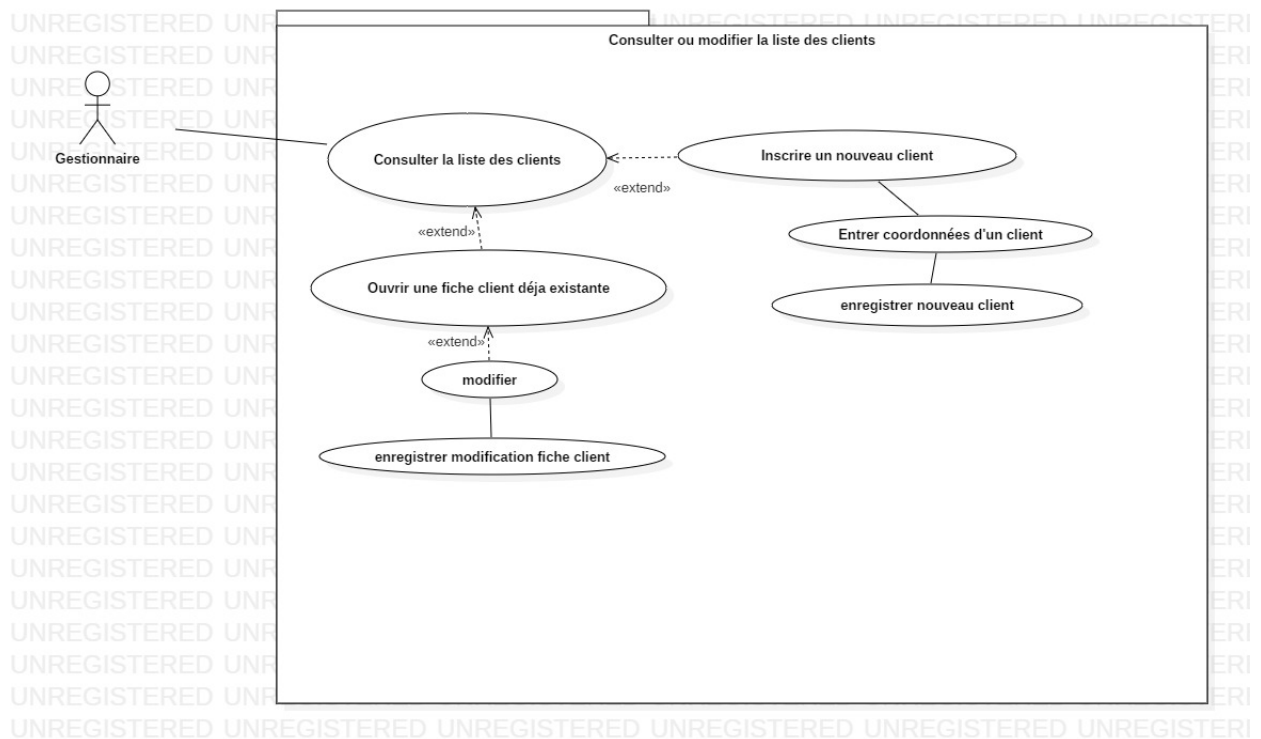 UNREGISTERED UNREGISTERED UNREGISTERED UNREGISTERED UNREGISTERED UNREGISTERI
Consulter ou modifier la liste des clients
Gestionnaire
Consulter la liste des clients
Inscrire un nouveau client
«extend»
«extend»
Entrer coordonnées d'un client
Ouvrir une fiche client déja existante
enregistrer nouveau client
«extend»
modifier
enregistrer modification fiche client